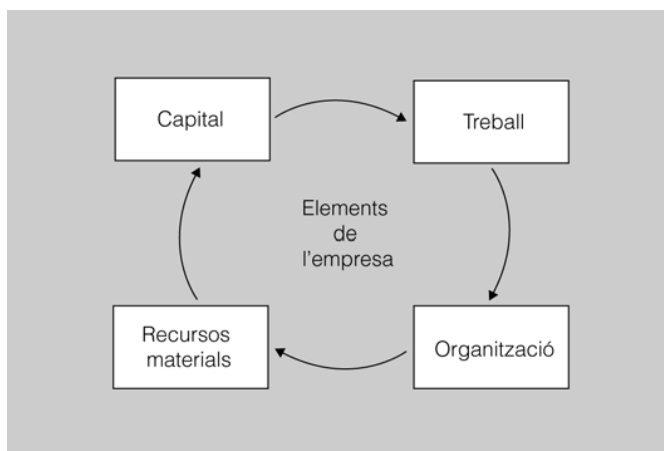 Capital
Treball
Elements
de
l'empresa
Recursos
materials
Organització